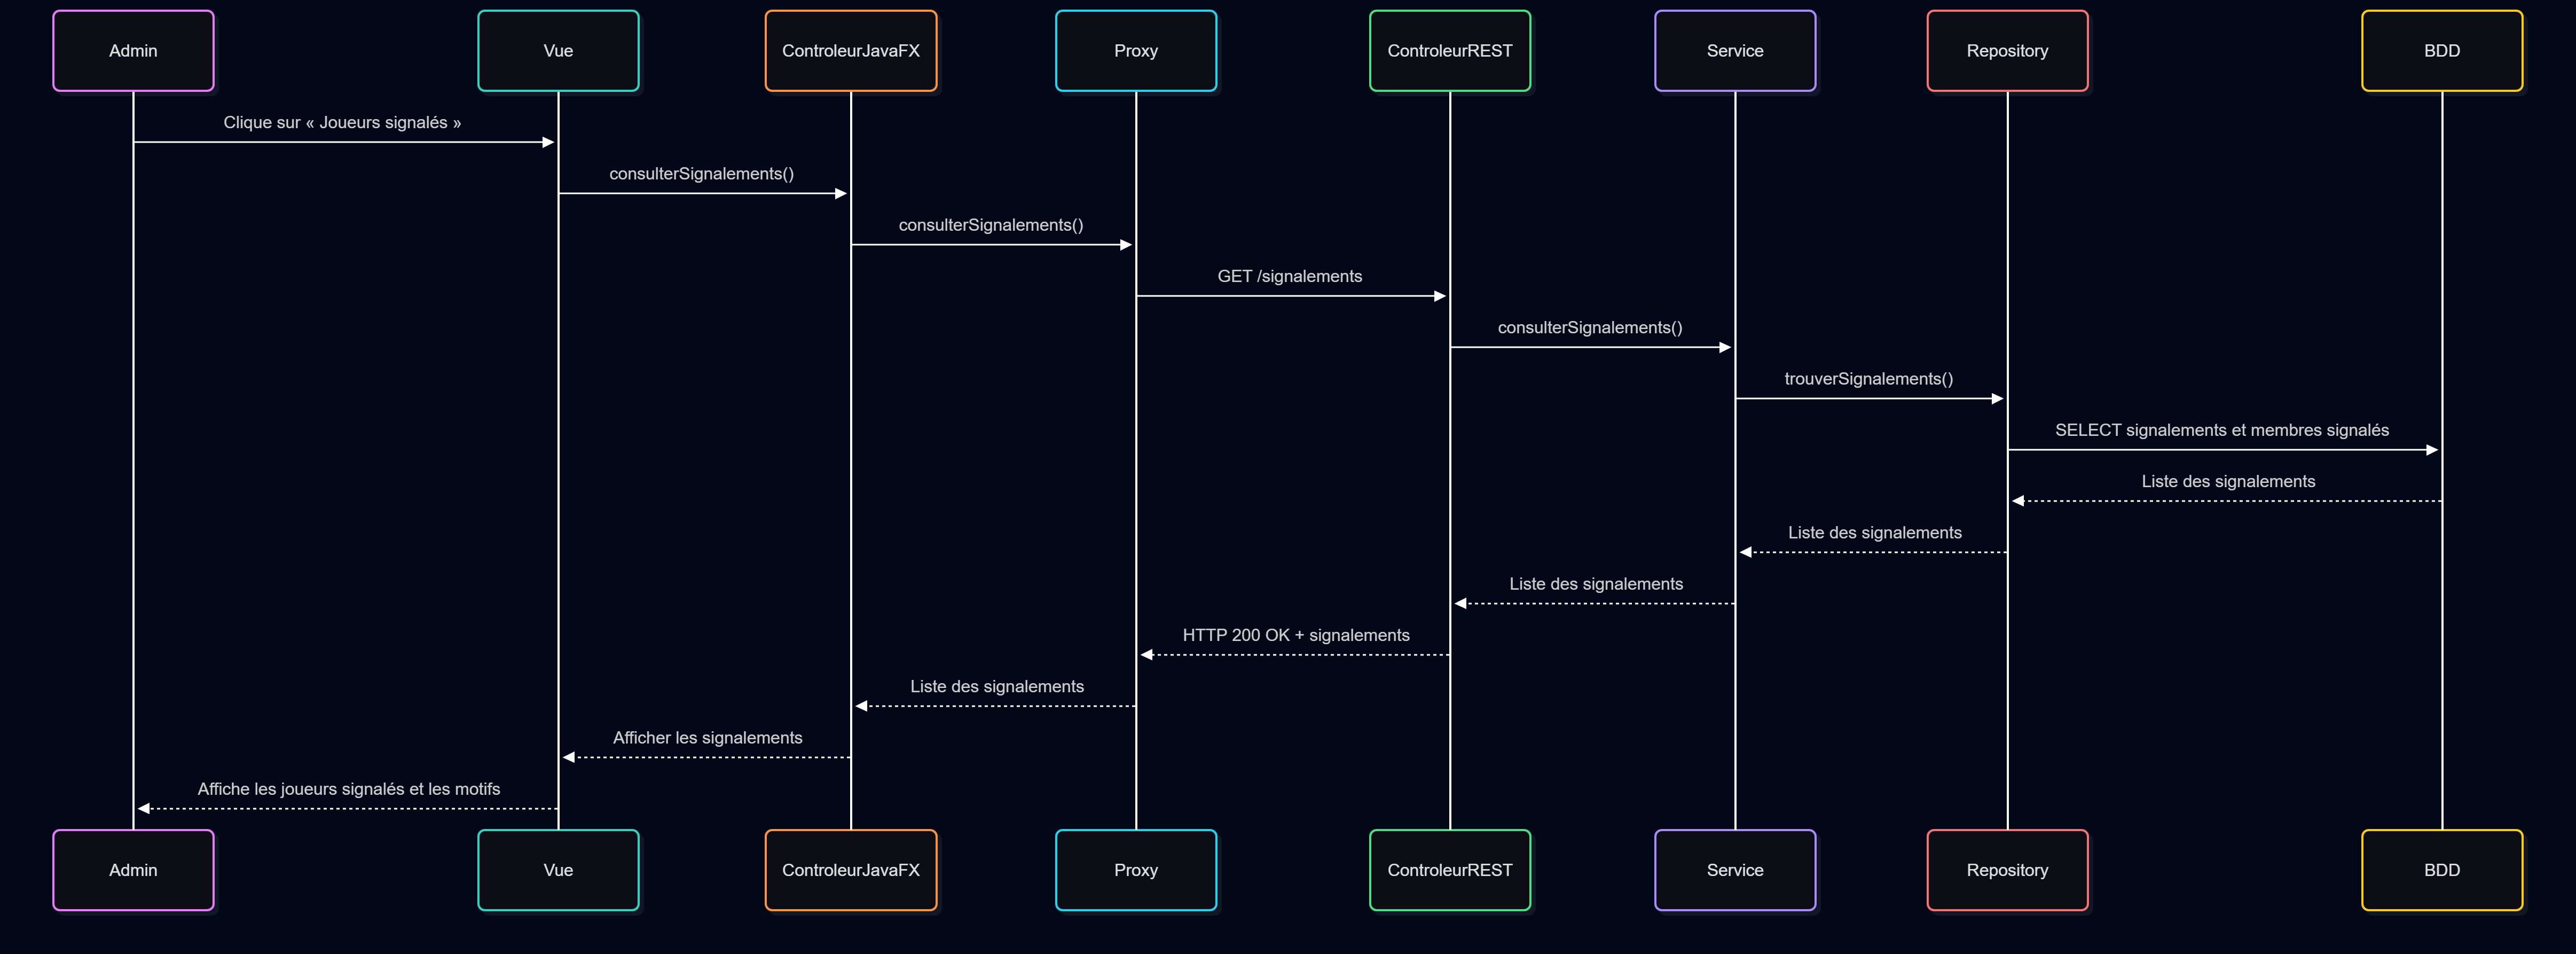 Admin
Vue
ControleurJavaFX
Proxy
ControleurREST
Service
Repository
BDD
Clique sur « Joueurs signalés »
consulterSignalements()
consulterSignalements()
GET /signalements
consulterSignalements()
trouverSignalements()
SELECT signalements et membres signalés
Liste des signalements
Liste des signalements
Liste des signalements
HTTP 200 OK + signalements
Liste des signalements
Afficher les signalements
Affiche les joueurs signalés et les motifs
Admin
Vue
ControleurJavaFX
Proxy
ControleurREST
Service
Repository
BDD